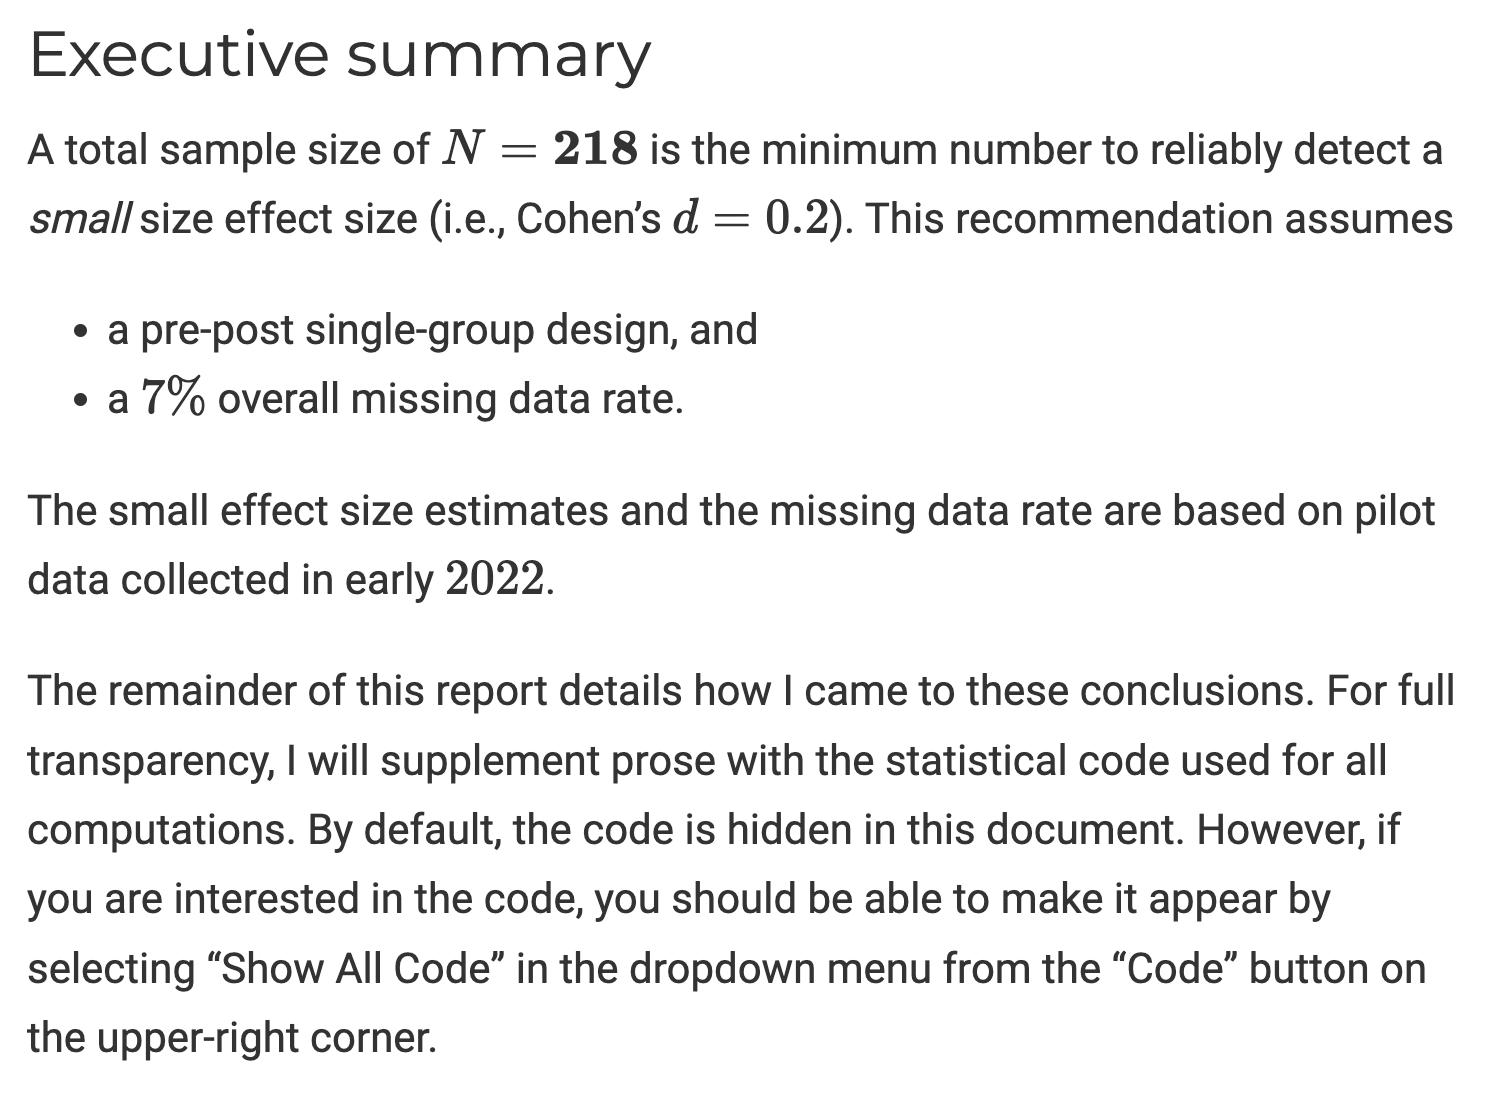 Executive summary
A total sample size of N = 218 is the minimum number to reliably detect a
small size effect size (i.e., Cohen’s d = 0.2). This recommendation assumes
• a pre-post single-group design, and
• a 7% overall missing data rate.
The small effect size estimates and the missing data rate are based on pilot
data collected in early 2022.
The remainder of this report details how I came to these conclusions. For full
transparency, I will supplement prose with the statistical code used for all
computations. By default, the code is hidden in this document. However, if
you are interested in the code, you should be able to make it appear by
selecting “Show All Code” in the dropdown menu from the “Code” button on
the upper-right corner.